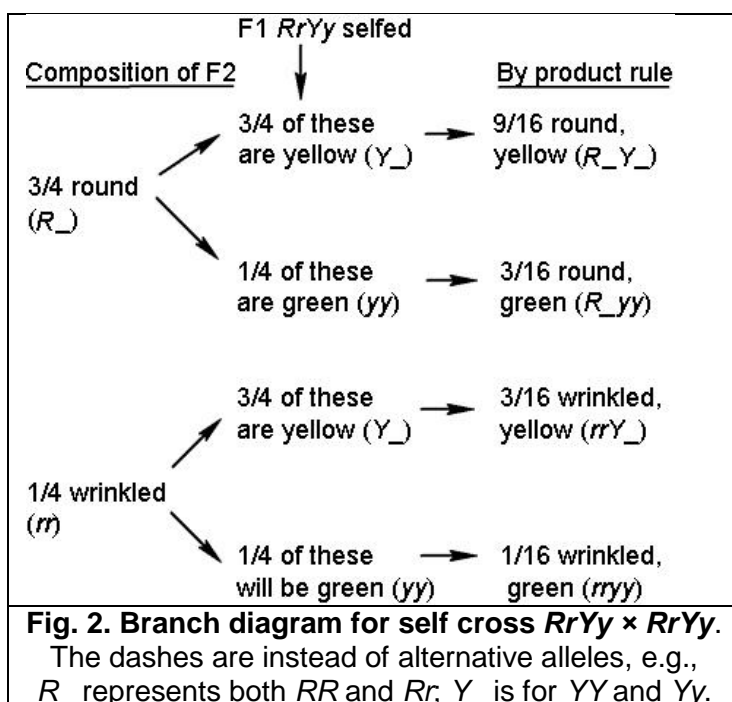 F1 RrYy selfed
Composition of F2
By product rule
3/4 round
(R_)
3/4 of these
are yellow (Y_)
9/16 round,
yellow (R_Y_)
1/4 of these
are green (yy)
3/16 round,
green (R_yy)
1/4 wrinkled
(rr)
3/4 of these
are yellow (Y_)
3/16 wrinkled,
yellow (rrY_)
1/4 of these
will be green (yy)
1/16 wrinkled,
green (rryy)
Fig. 2. Branch diagram for self cross RrYy × RrYy.
The dashes are instead of alternative alleles, e.g.,
R_ represents both RR and Rr; Y_ is for YY and Yy.